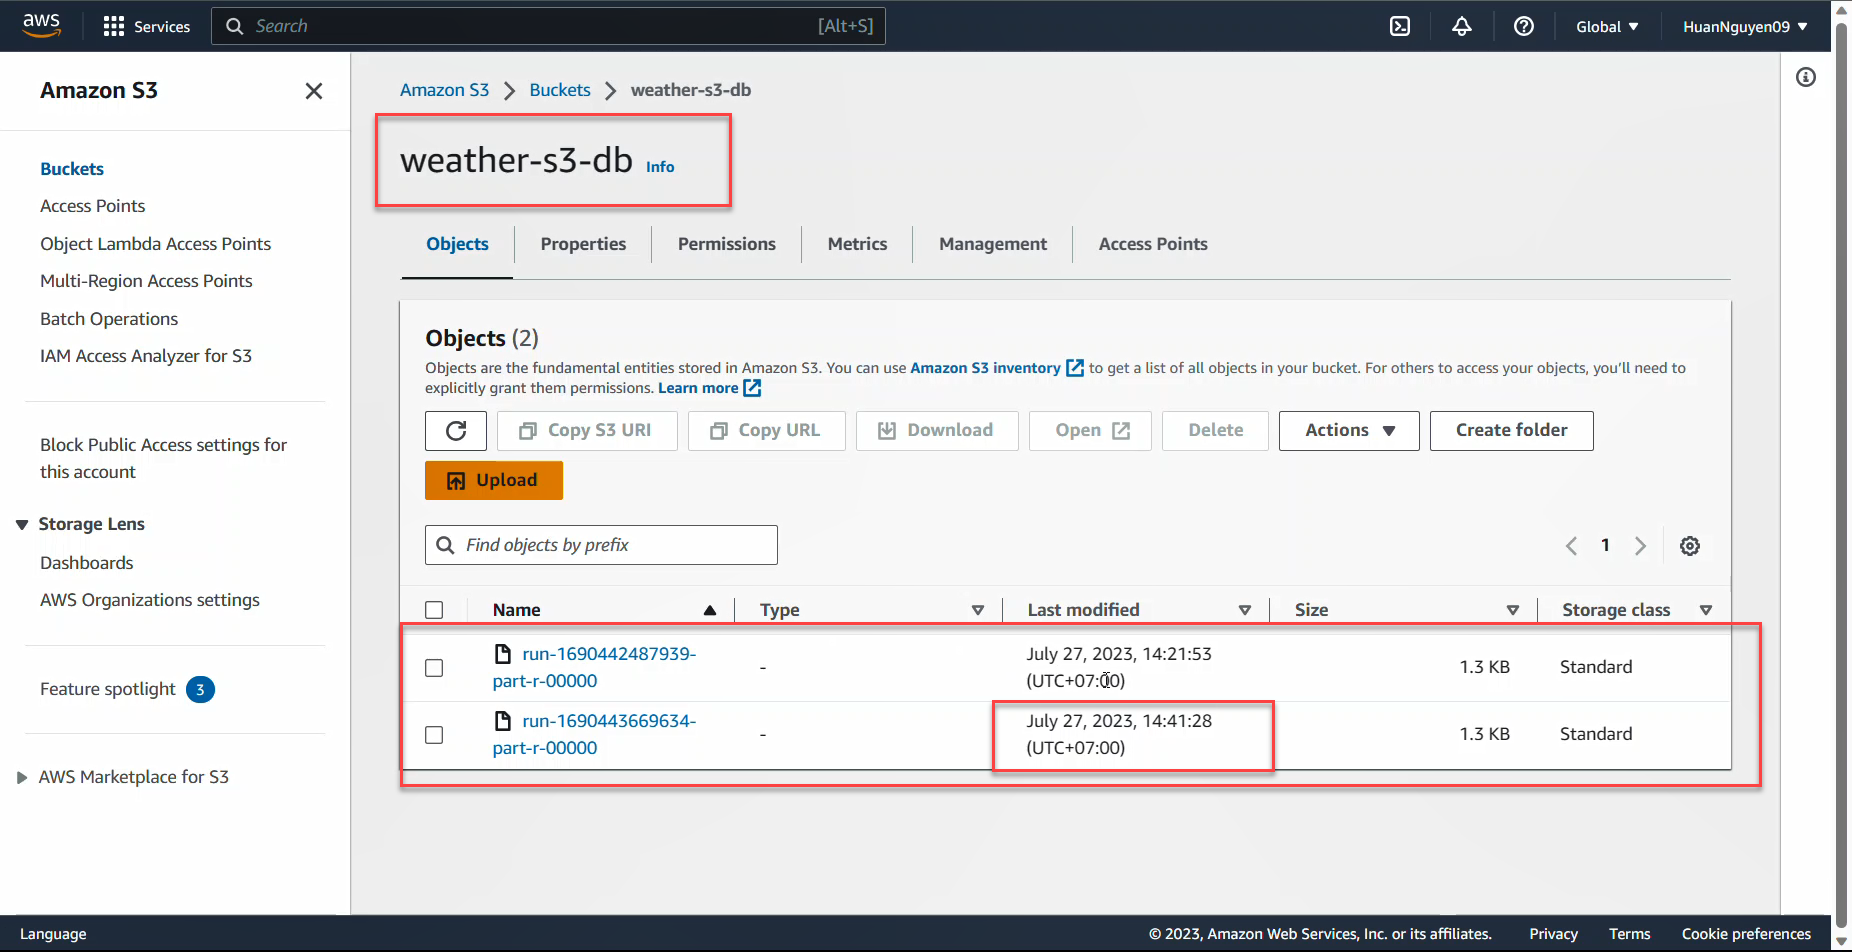 aws Services Search [Alt+S] Global HuanNguyen09
Amazon S3
Buckets
Access Points
Object Lambda Access Points
Multi-Region Access Points
Batch Operations
IAM Access Analyzer for S3
Block Public Access settings for
this account
Storage Lens
Dashboards
AWS Organizations settings
Feature spotlight 3
AWS Marketplace for S3
Amazon S3 > Buckets > weather-s3-db
weather-s3-db Info
Objects Properties Permissions Metrics Management Access Points
Objects (2)
Objects are the fundamental entities stored in Amazon S3. You can use Amazon S3 inventory to get a list of all objects in your bucket. For others to access your objects, you'll need to
explicitly grant them permissions. Learn more
Copy S3 URI Copy URL Download Open Delete Actions Create folder
Upload
Find objects by prefix 1
Name Type Last modified Size Storage class
run-1690442487939-
part-r-00000
-
July 27, 2023, 14:21:53
(UTC+07:00)
1.3 KB
Standard
run-1690443669634-
part-r-00000
-
July 27, 2023, 14:41:28
(UTC+07:00)
1.3 KB
Standard
Language © 2023, Amazon Web Services, Inc. or its affiliates. Privacy Terms Cookie preferences